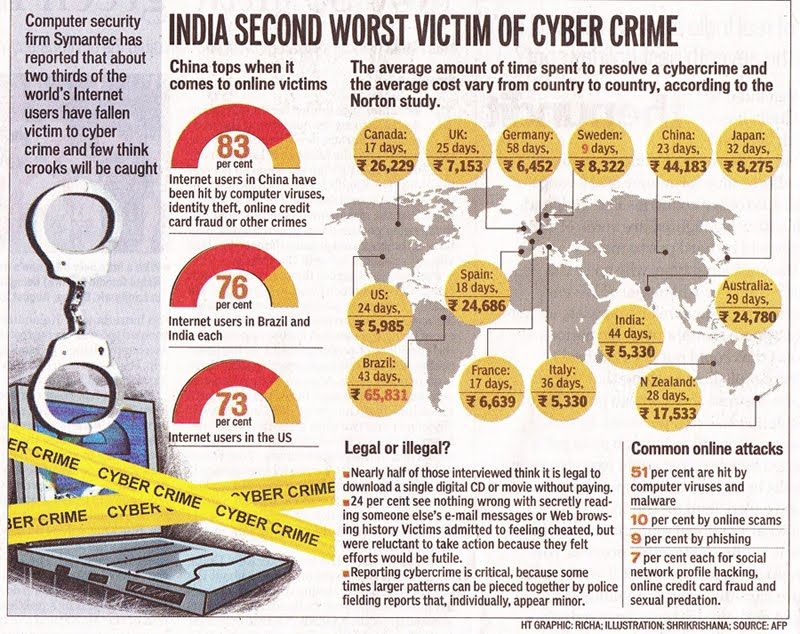 Computer security
firm Symantec has
reported that about
two thirds of the
world's Internet
users have fallen
victim to cyber
crime and few think
crooks will be caught
INDIA SECOND WORST VICTIM OF CYBER CRIME
China tops when it
comes to online victims
83
per cent
Internet users in China have
been hit by computer viruses,
identity theft, online credit
card fraud or other crimes
76
per cent
Internet users in Brazil and
India each
73
per cent
Internet users in the US
The average amount of time spent to resolve a cybercrime and
the average cost vary from country to country, according to the
Norton study.
Canada:
17 days,
₹ 26,229
UK:
25 days,
₹ 7,153
Germany:
58 days,
₹ 6,452
Sweden:
9 days,
₹ 8,322
China:
23 days,
₹ 44,183
Japan:
32 days,
₹ 8,275
US:
24 days,
₹ 5,985
Spain:
18 days,
₹ 24,686
Australia:
29 days,
₹ 24,780
India:
44 days,
₹ 5,330
Brazil:
43 days,
₹ 65,831
France:
17 days,
₹ 6,639
Italy:
36 days,
₹ 5,330
N Zealand:
28 days,
₹ 17,533
Legal or illegal?
Nearly half of those interviewed think it is legal to
download a single digital CD or movie without paying.
24 per cent see nothing wrong with secretly read-
ing someone else's e-mail messages or Web brows-
ing history Victims admitted to feeling cheated, but
were reluctant to take action because they felt
efforts would be futile.
Reporting cybercrime is critical, because some
times larger patterns can be pieced together by police
fielding reports that, individually, appear minor.
Common online attacks
51 per cent are hit by
computer viruses and
malware
10 per cent by online scams
9 per cent by phishing
7 per cent each for social
network profile hacking,
online credit card fraud and
sexual predation.
ER CRIME CYBER CRIME CYBER CRIME
BER CRIME CYBER CYBER CRIME
HT GRAPHIC: RICHA; ILLUSTRATION: SHRIKRISHANA; SOURCE: AFP